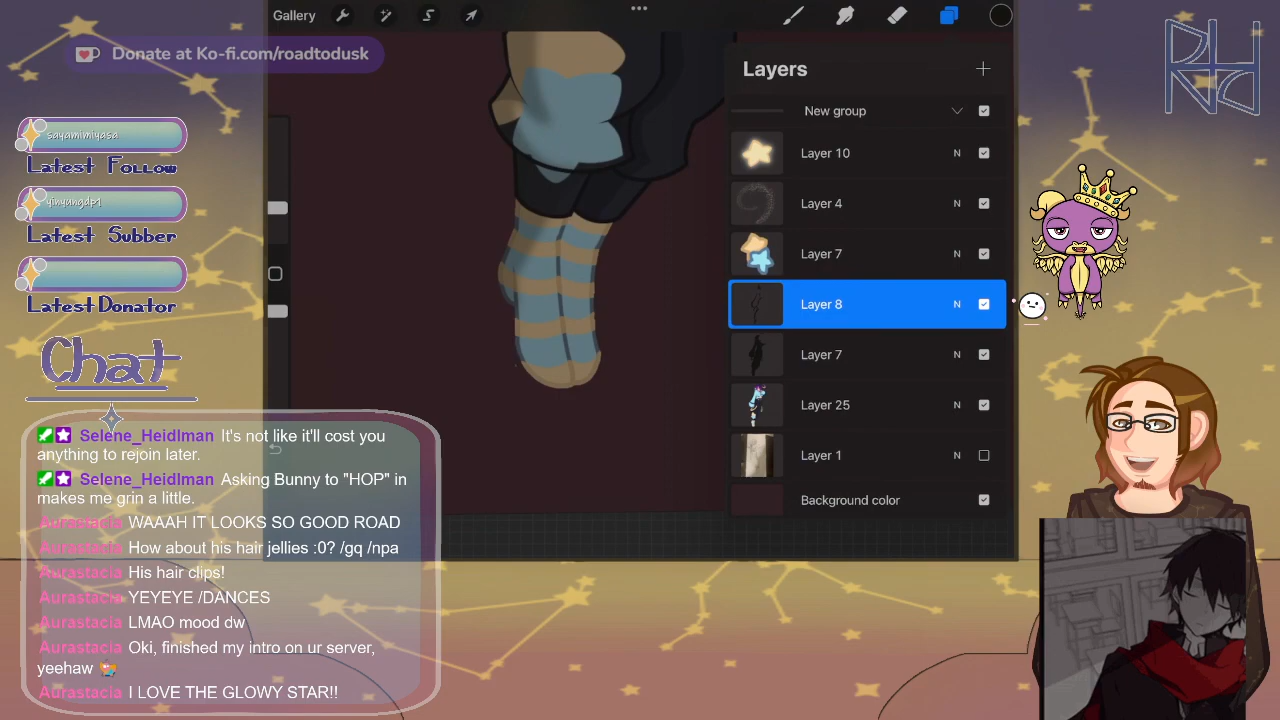 Gallery
Donate at Ko-fi.com/roadtodusk
Layers
New group
Layer 10 N
Layer 4 N
Layer 7 N
Layer 8 N
Layer 7 N
Layer 25 N
Layer 1 N
Background color
RtD
sayamimiyasa
Latest Follow
yinyangdp1
Latest Subber
Latest Donator
Chat
Selene_Heidlman It's not like it'll cost you
anything to rejoin later.
Selene_Heidlman Asking Bunny to "HOP" in
makes me grin a little.
Aurastacia WAAAH IT LOOKS SO GOOD ROAD
Aurastacia How about his hair jellies :0? /gq /npa
Aurastacia His hair clips!
Aurastacia YEYEYE /DANCES
Aurastacia LMAO mood dw
Aurastacia Oki, finished my intro on ur server,
yeehaw
Aurastacia I LOVE THE GLOWY STAR!!